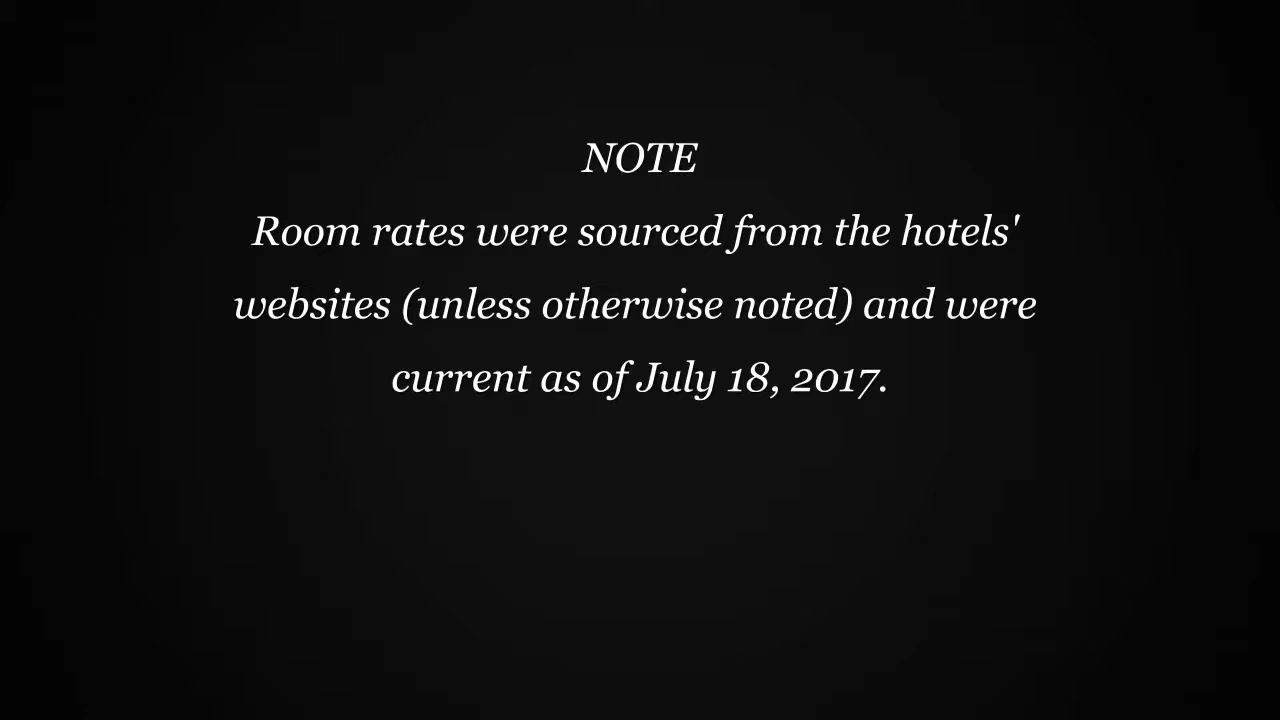 NOTE
Room rates were sourced from the hotels'
websites (unless otherwise noted) and were
current as of July 18, 2017.